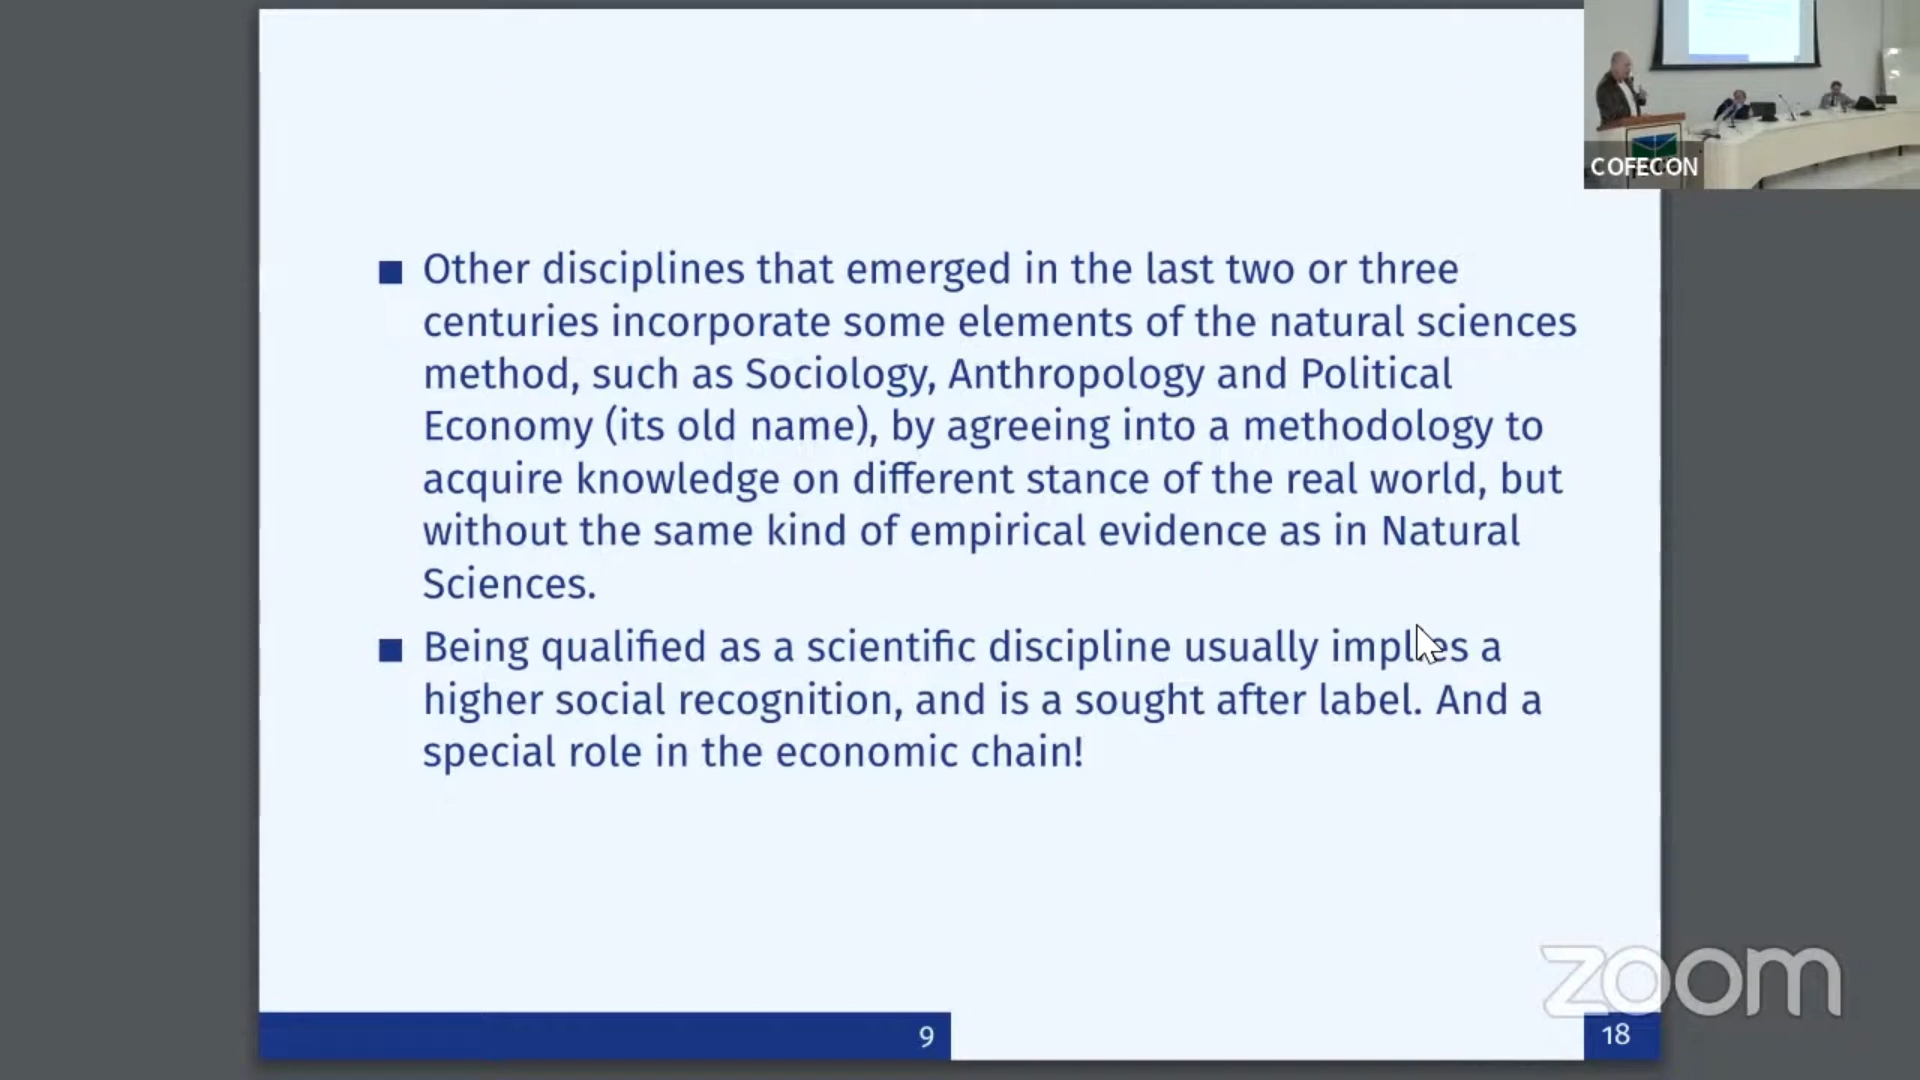 ■ Other disciplines that emerged in the last two or three
centuries incorporate some elements of the natural sciences
method, such as Sociology, Anthropology and Political
Economy (its old name), by agreeing into a methodology to
acquire knowledge on different stance of the real world, but
without the same kind of empirical evidence as in Natural
Sciences.
■ Being qualified as a scientific discipline usually implies a
higher social recognition, and is a sought after label. And a
special role in the economic chain!
COFECON
zoom
9
18